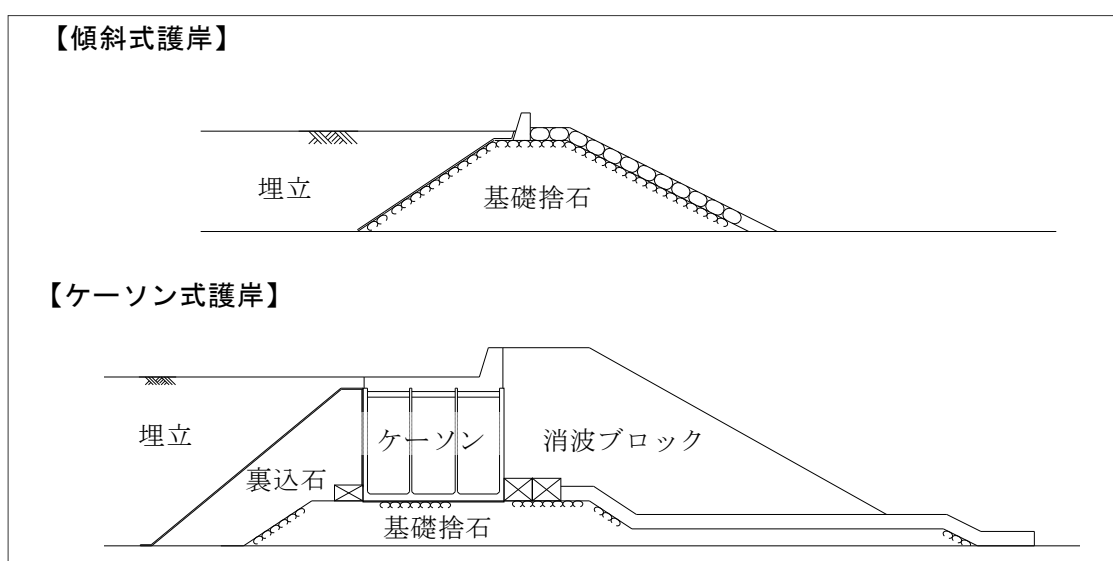 【傾斜式護岸】
埋立
基礎捨石
【ケーソン式護岸】
埋立
ケーソン
消波ブロック
裏込石
基礎捨石